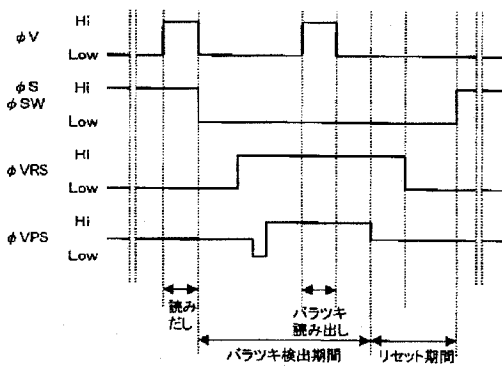 φV
Hi
Low
φS
φSW
Hi
Low
φVRS
Hi
Low
φVPS
Hi
Low
読み
だし
バラツキ
読み出し
バラツキ検出期間
リセット期間